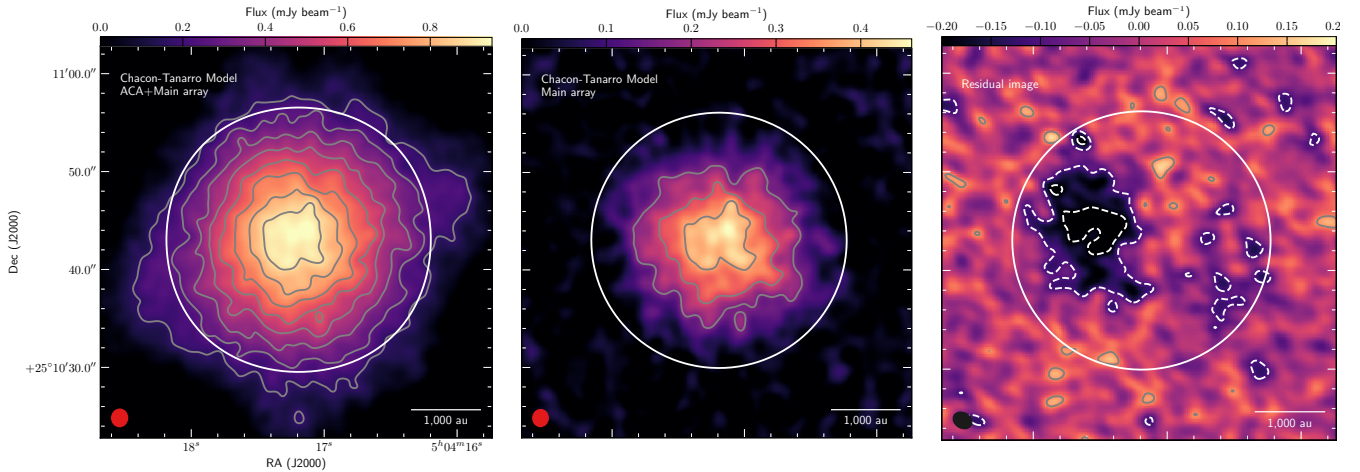 Flux (mJy beam⁻¹)
0.0 0.2 0.4 0.6 0.8
Chacon-Tanarro Model
ACA+Main array
11′00.0″
50.0″
40.0″
+25°10′30.0″
Dec (J2000)
1,000 au
18ˢ 17ˢ 5ʰ04ᵐ16ˢ
RA (J2000)
Flux (mJy beam⁻¹)
0.0 0.1 0.2 0.3 0.4
Chacon-Tanarro Model
Main array
1,000 au
Flux (mJy beam⁻¹)
−0.20 −0.10 −0.05 0.00 0.05 0.10 0.15 0.2
Residual image
1,000 au